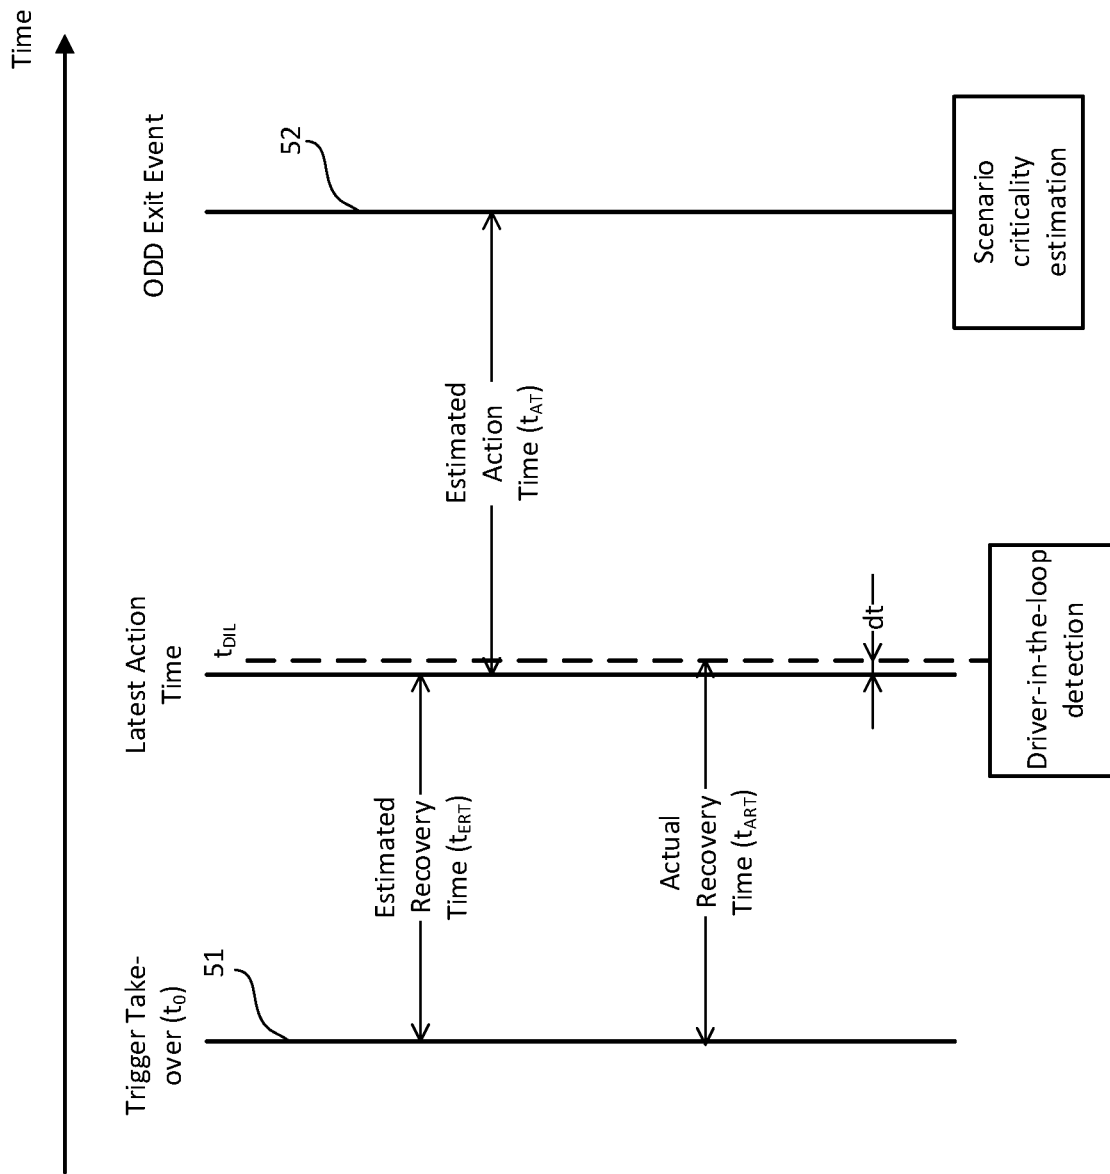 Time
Trigger Take-
over (t₀)
Latest Action
Time
ODD Exit Event
t_DIL
51
52
Estimated
Recovery
Time (t_ERT)
Estimated
Action
Time (t_AT)
Actual
Recovery
Time (t_ART)
dt
Driver-in-the-loop
detection
Scenario
criticality
estimation